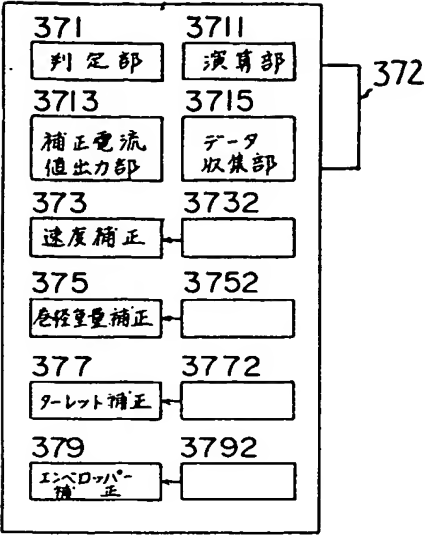 371
3711
判定部
演算部
372
3713
3715
補正電流
値出力部
データ
収集部
373
3732
速度補正
375
3752
巻径重量補正
377
3772
ターレット補正
379
3792
エンベロッパー
補正